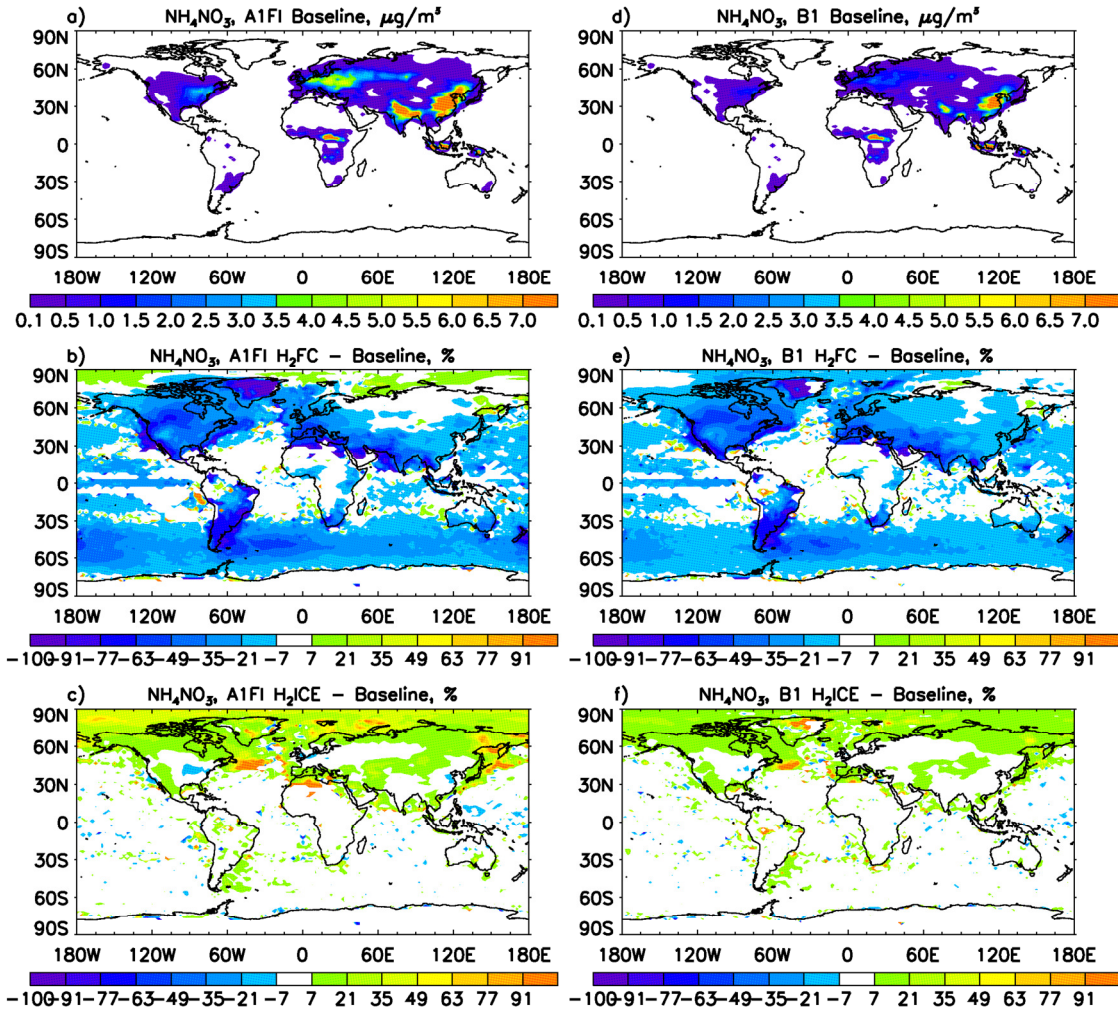 a) NH₄NO₃, A1FI Baseline, μg/m³
90N
60N
30N
0
30S
60S
90S
180W 120W 60W 0 60E 120E 180E
0.1 0.5 1.0 1.5 2.0 2.5 3.0 3.5 4.0 4.5 5.0 5.5 6.0 6.5 7.0
d) NH₄NO₃, B1 Baseline, μg/m³
90N
60N
30N
0
30S
60S
90S
180W 120W 60W 0 60E 120E 180E
0.1 0.5 1.0 1.5 2.0 2.5 3.0 3.5 4.0 4.5 5.0 5.5 6.0 6.5 7.0
b) NH₄NO₃, A1FI H₂FC – Baseline, %
90N
60N
30N
0
30S
60S
90S
180W 120W 60W 0 60E 120E 180E
−100−91−77−63−49−35−21 −7 7 21 35 49 63 77 91
e) NH₄NO₃, B1 H₂FC – Baseline, %
90N
60N
30N
0
30S
60S
90S
180W 120W 60W 0 60E 120E 180E
−100−91−77−63−49−35−21 −7 7 21 35 49 63 77 91
c) NH₄NO₃, A1FI H₂ICE – Baseline, %
90N
60N
30N
0
30S
60S
90S
180W 120W 60W 0 60E 120E 180E
−100−91−77−63−49−35−21 −7 7 21 35 49 63 77 91
f) NH₄NO₃, B1 H₂ICE – Baseline, %
90N
60N
30N
0
30S
60S
90S
180W 120W 60W 0 60E 120E 180E
−100−91−77−63−49−35−21 −7 7 21 35 49 63 77 91